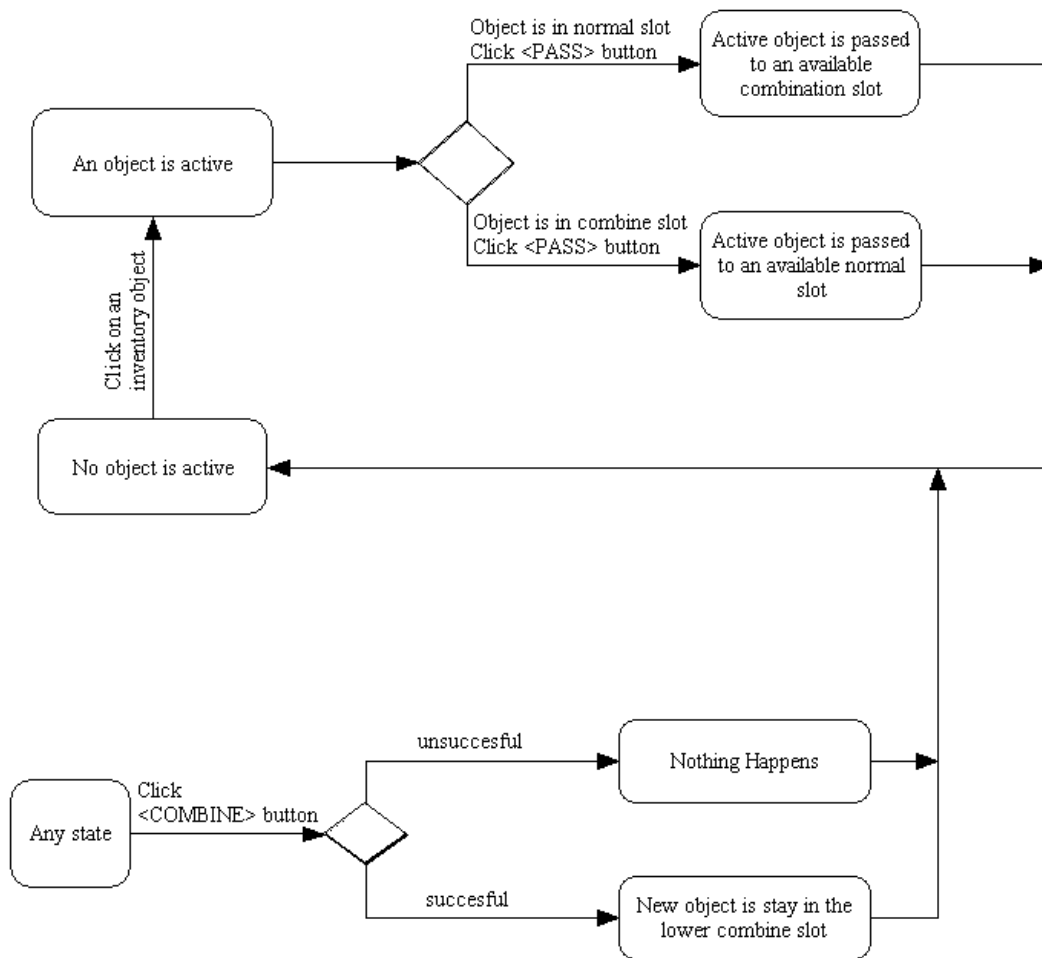 Object is in normal slot
Click <PASS> button
Active object is passed
to an available
combination slot
An object is active
Object is in combine slot
Click <PASS> button
Active object is passed
to an available normal
slot
Click on an
inventory object
No object is active
unsuccesful
Nothing Happens
Click
<COMBINE> button
Any state
succesful
New object is stay in the
lower combine slot